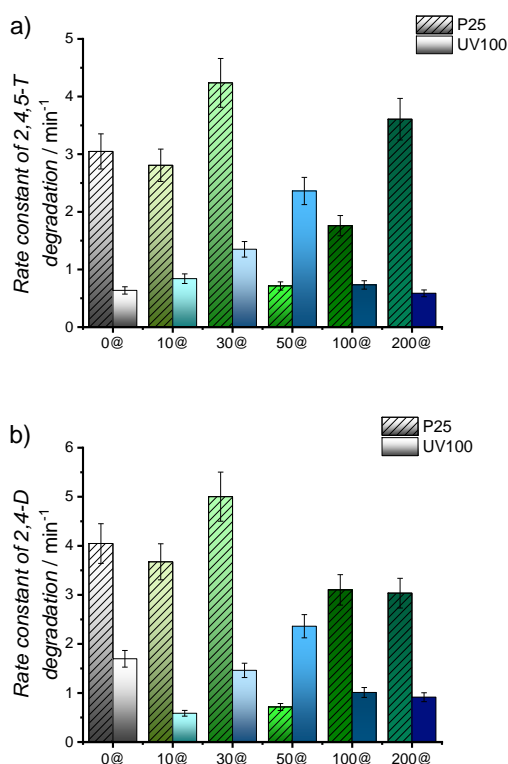 a)
P25
UV100
Rate constant of 2,4,5-T
degradation / min-1
5
4
3
2
1
0
0@ 10@ 30@ 50@ 100@ 200@
b)
P25
UV100
Rate constant of 2,4-D
degradation / min-1
6
5
4
3
2
1
0
0@ 10@ 30@ 50@ 100@ 200@